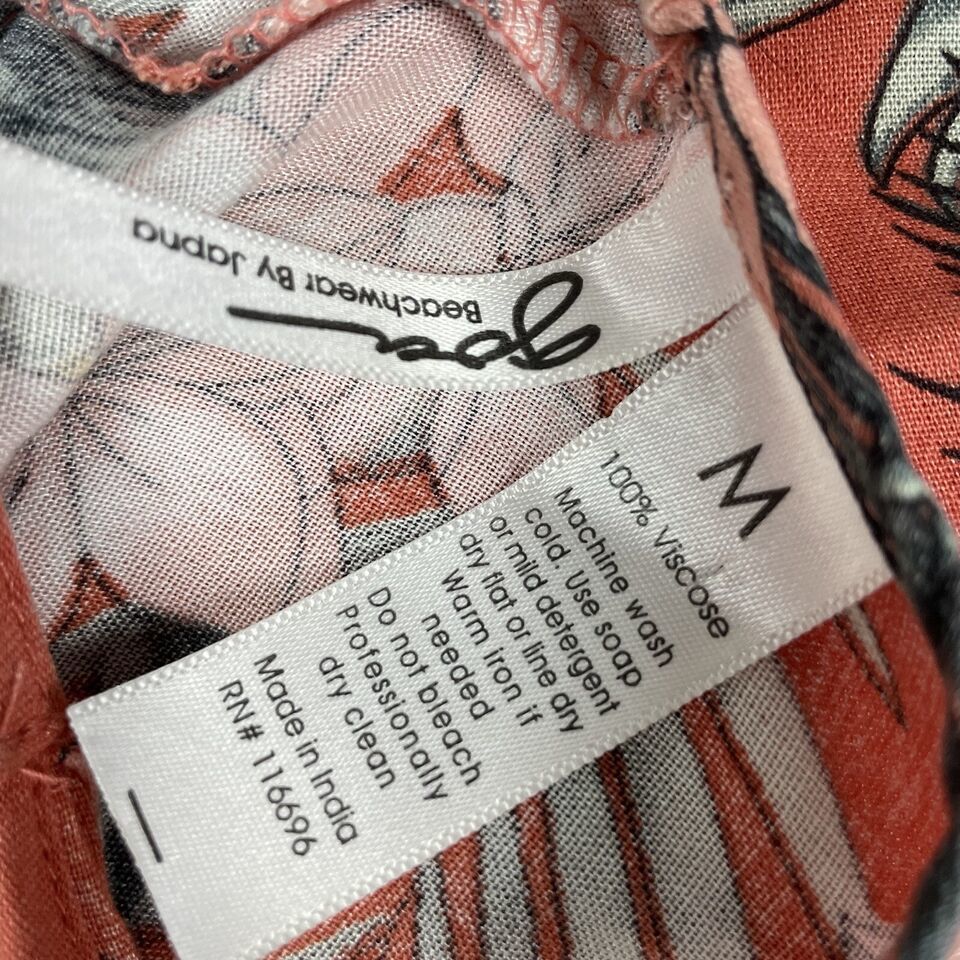 goa
Beachwear By Japna
M
100% Viscose
Machine wash
cold. Use soap
or mild detergent
dry flat or line dry
Warm iron if
needed
Do not bleach
Professionally
dry clean
Made in India
RN# 116696